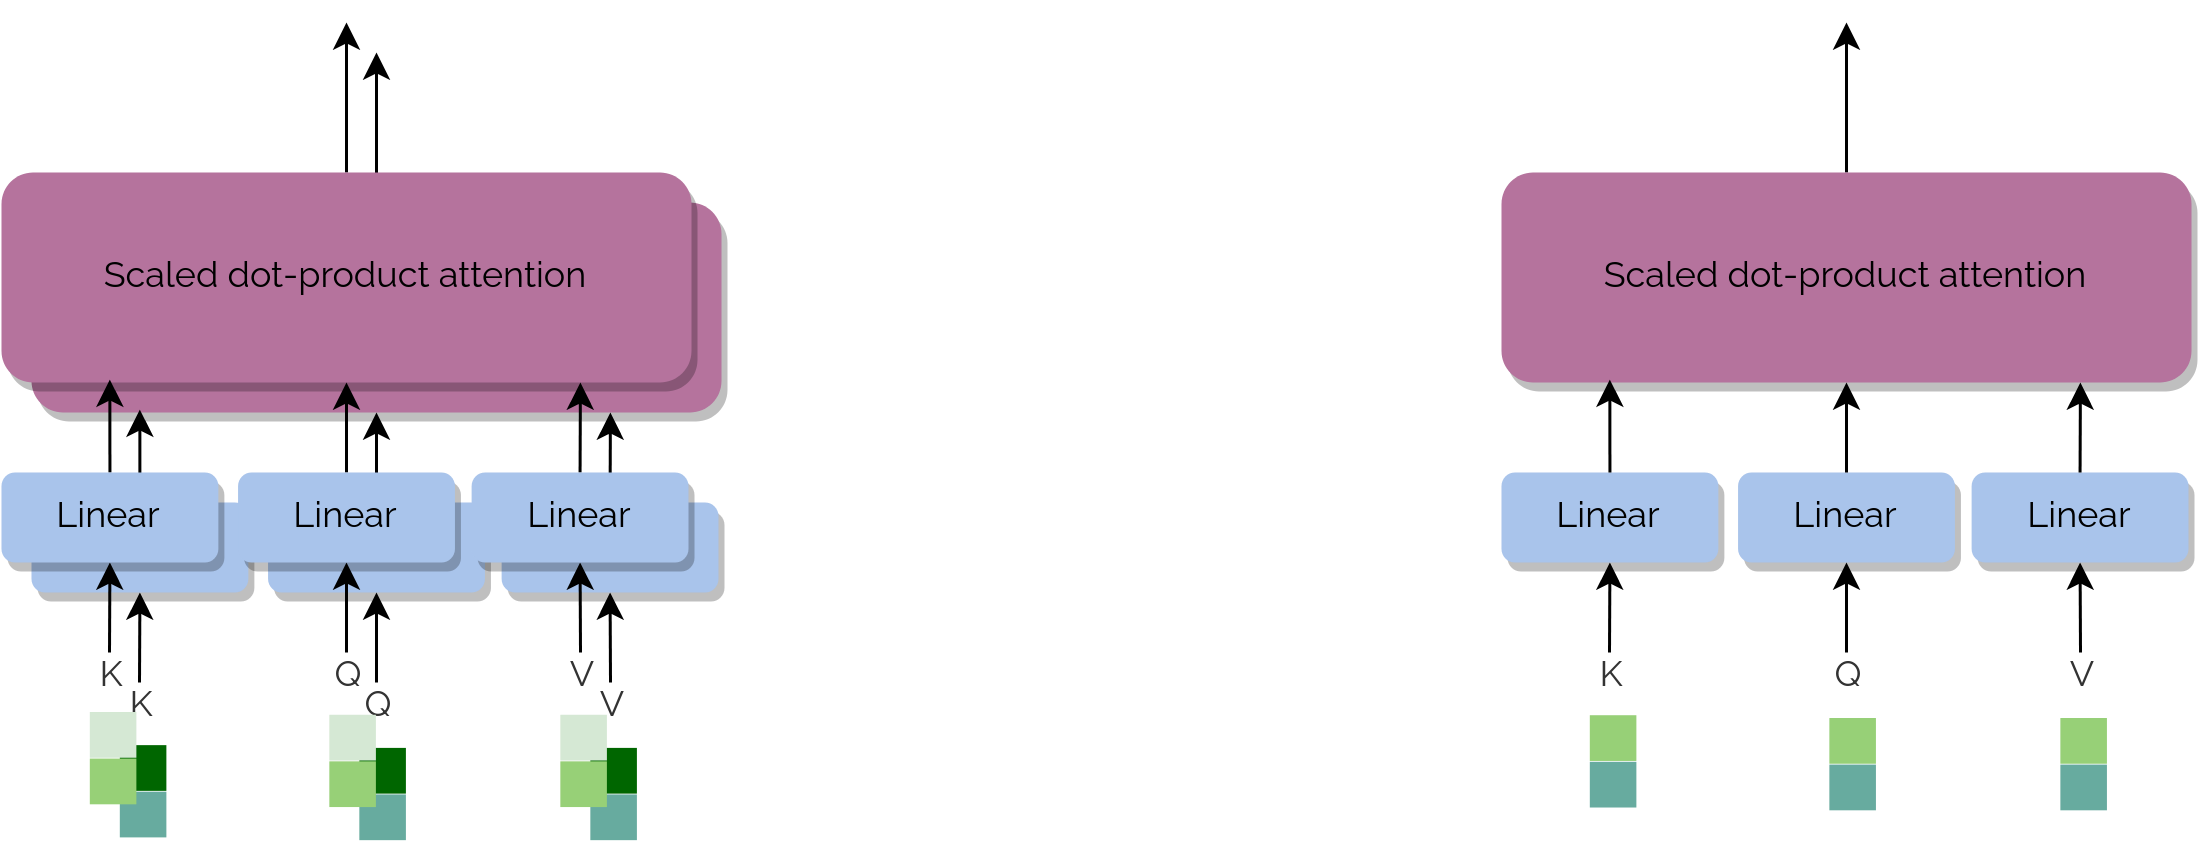 Scaled dot-product attention
Scaled dot-product attention
Linear
Linear
Linear
Linear
Linear
Linear
K
Q
V
K
Q
V
K
Q
V